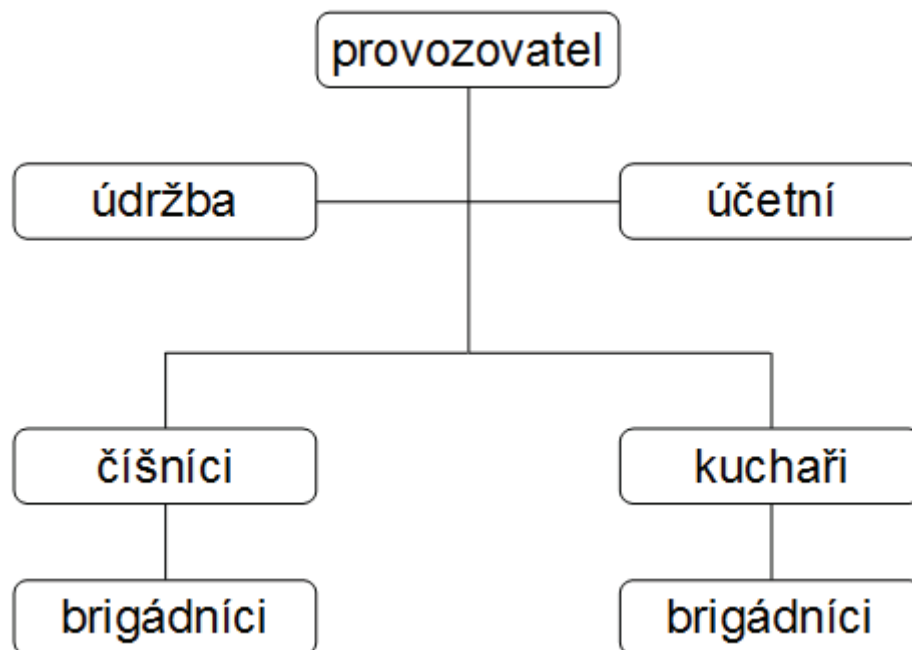 provozovatel
údržba
účetní
číšníci
kuchaři
brigádníci
brigádníci